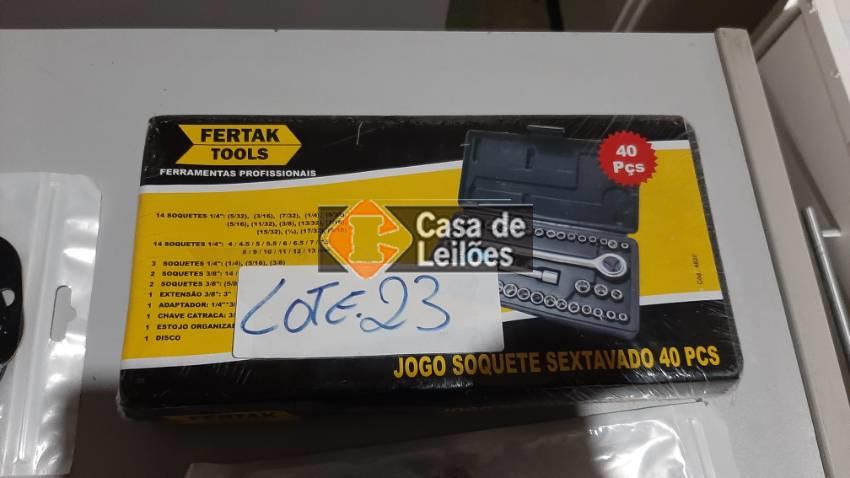 FERTAK
TOOLS
FERRAMENTAS PROFISSIONAIS
40
Pçs
14 SOQUETES 1/4": (5/32), (3/16), (7/32), (1/4),
(5/16), (11/32), (3/8), (13/32),
(15/32),
14 SOQUETES 1/4": 4 / 4.5 / 5 / 5.5 / 6 / 6.5 / 7 /
8 / 9 / 10 / 11 / 12 / 13
3 SOQUETES 1/4": (1/4), (5/16), (3/8)
2 SOQUETES 3/8": 14 /
2 SOQUETES 3/8":
1 EXTENSÃO 3/8": 3"
1 ADAPTADOR:
1 CHAVE CATRACA:
1 ESTOJO
1 DISCO
Casa de
Leilões
LOTE.23
JOGO SOQUETE SEXTAVADO 40 PCS